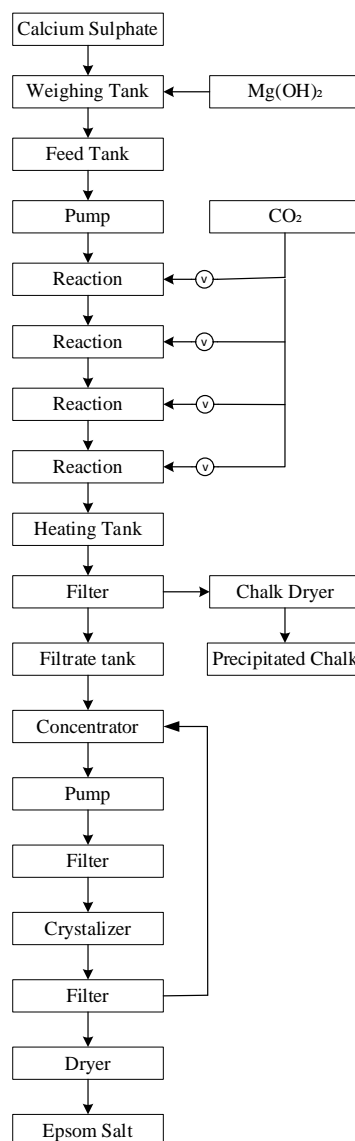 Calcium Sulphate
Weighing Tank
Mg(OH)₂
Feed Tank
Pump
CO₂
Reaction
v
Reaction
v
Reaction
v
Reaction
v
Heating Tank
Filter
Chalk Dryer
Filtrate tank
Precipitated Chalk
Concentrator
Pump
Filter
Crystalizer
Filter
Dryer
Epsom Salt